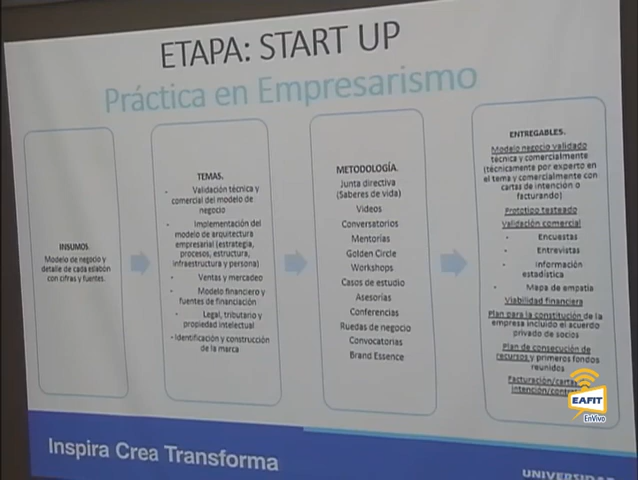 ETAPA: START UP
Práctica en Empresarismo
INSUMOS.
Modelo de negocio y
detalle de cada eslabón
con cifras y fuentes.
TEMAS.
- Validación técnica y
comercial del modelo de
negocio
- Implementación del
modelo de arquitectura
empresarial (estrategia,
procesos, estructura,
infraestructura y persona)
- Ventas y mercadeo
- Modelo financiero y
fuentes de financiación
- Legal, tributario y
propiedad intelectual
- Identificación y construcción
de la marca
METODOLOGÍA.
Junta directiva
(Saberes de vida)
Videos
Conversatorios
Mentorias
Golden Circle
Workshops
Casos de estudio
Asesorias
Conferencias
Ruedas de negocio
Convocatorias
Brand Essence
ENTREGABLES.
Modelo negocio validado
técnica y comercialmente
(técnicamente por experto en
el tema y comercialmente con
cartas de intención o
facturando)
Prototipo testeado
Validación comercial
- Encuestas
- Entrevistas
- Información
estadística
- Mapa de empatía
Viabilidad financiera
Plan para la constitución de la
empresa incluido el acuerdo
privado de socios
Plan de consecución de
recursos y primeros fondos
reunidos
Facturación/cartas
intención/
EAFIT
EnVivo
Inspira Crea Transforma